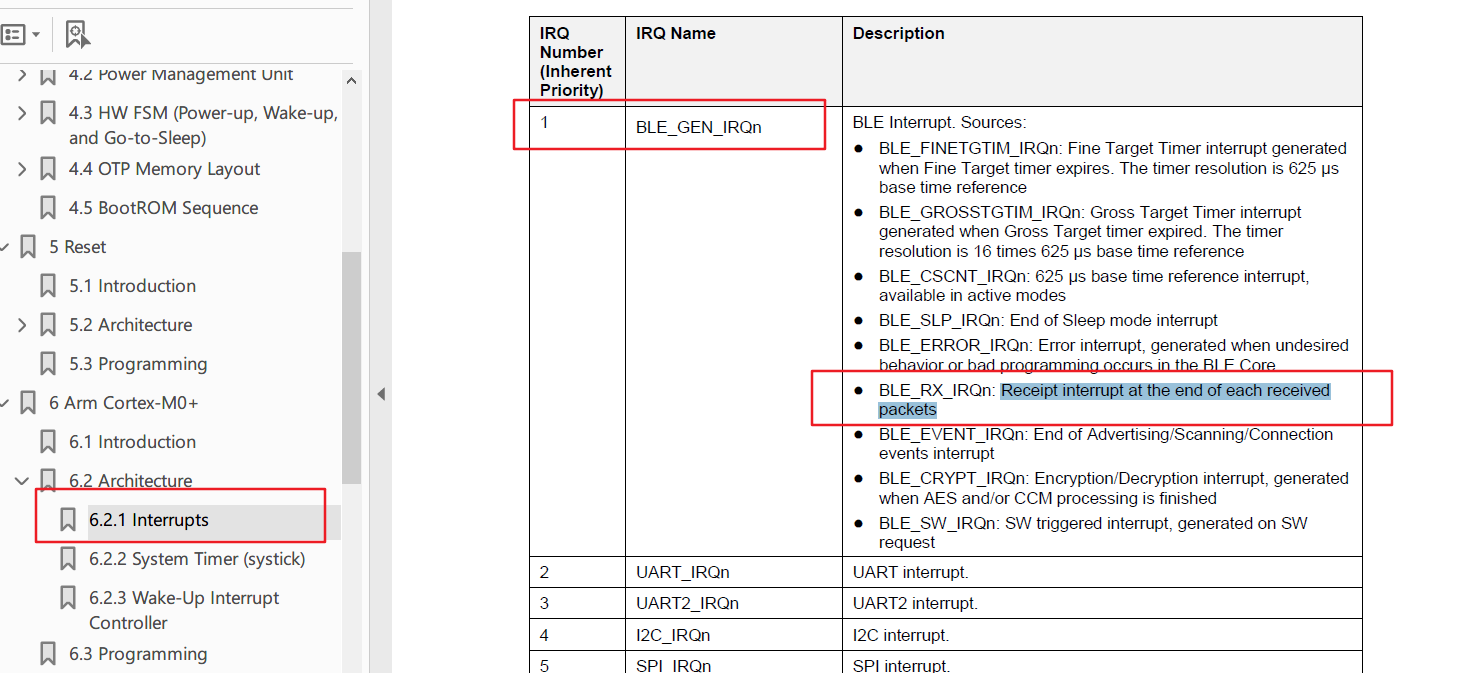 4.2 Power Management Unit
4.3 HW FSM (Power-up, Wake-up,
and Go-to-Sleep)
4.4 OTP Memory Layout
4.5 BootROM Sequence
5 Reset
5.1 Introduction
5.2 Architecture
5.3 Programming
6 Arm Cortex-M0+
6.1 Introduction
6.2 Architecture
6.2.1 Interrupts
6.2.2 System Timer (systick)
6.2.3 Wake-Up Interrupt
Controller
6.3 Programming
IRQ
Number
(Inherent
Priority)
IRQ Name
Description
1
BLE_GEN_IRQn
BLE Interrupt. Sources:
● BLE_FINETGTIM_IRQn: Fine Target Timer interrupt generated
when Fine Target timer expires. The timer resolution is 625 µs
base time reference
● BLE_GROSSTGTIM_IRQn: Gross Target Timer interrupt
generated when Gross Target timer expired. The timer
resolution is 16 times 625 µs base time reference
● BLE_CSCNT_IRQn: 625 µs base time reference interrupt,
available in active modes
● BLE_SLP_IRQn: End of Sleep mode interrupt
● BLE_ERROR_IRQn: Error interrupt, generated when undesired
behavior or bad programming occurs in the BLE Core
● BLE_RX_IRQn: Receipt interrupt at the end of each received
packets
● BLE_EVENT_IRQn: End of Advertising/Scanning/Connection
events interrupt
● BLE_CRYPT_IRQn: Encryption/Decryption interrupt, generated
when AES and/or CCM processing is finished
● BLE_SW_IRQn: SW triggered interrupt, generated on SW
request
2 UART_IRQn UART interrupt.
3 UART2_IRQn UART2 interrupt.
4 I2C_IRQn I2C interrupt.
5 SPI_IRQn SPI interrupt.